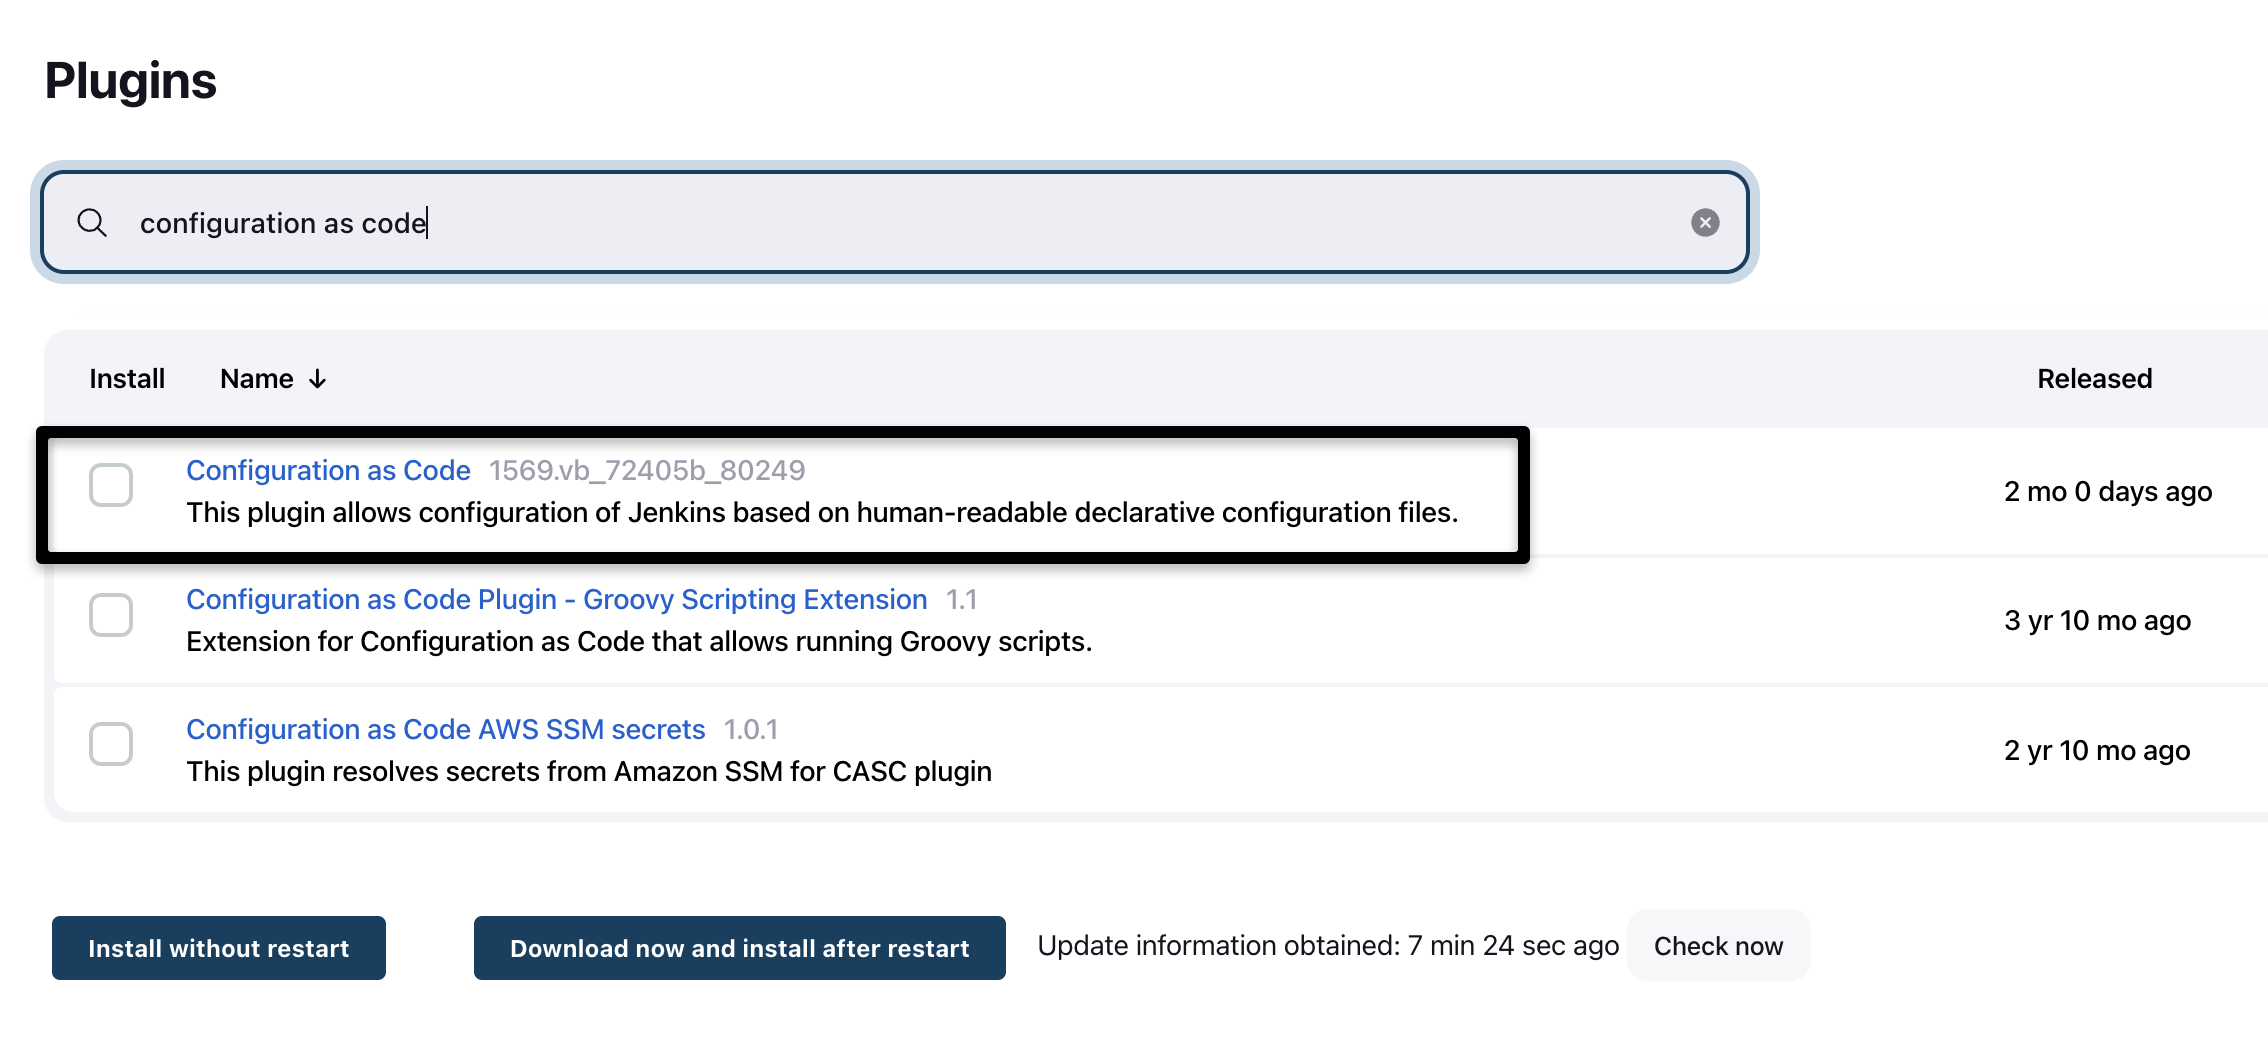 Plugins
configuration as code
Install Name ↓ Released
Configuration as Code 1569.vb_72405b_80249
This plugin allows configuration of Jenkins based on human-readable declarative configuration files.
2 mo 0 days ago
Configuration as Code Plugin - Groovy Scripting Extension 1.1
Extension for Configuration as Code that allows running Groovy scripts.
3 yr 10 mo ago
Configuration as Code AWS SSM secrets 1.0.1
This plugin resolves secrets from Amazon SSM for CASC plugin
2 yr 10 mo ago
Install without restart Download now and install after restart Update information obtained: 7 min 24 sec ago Check now